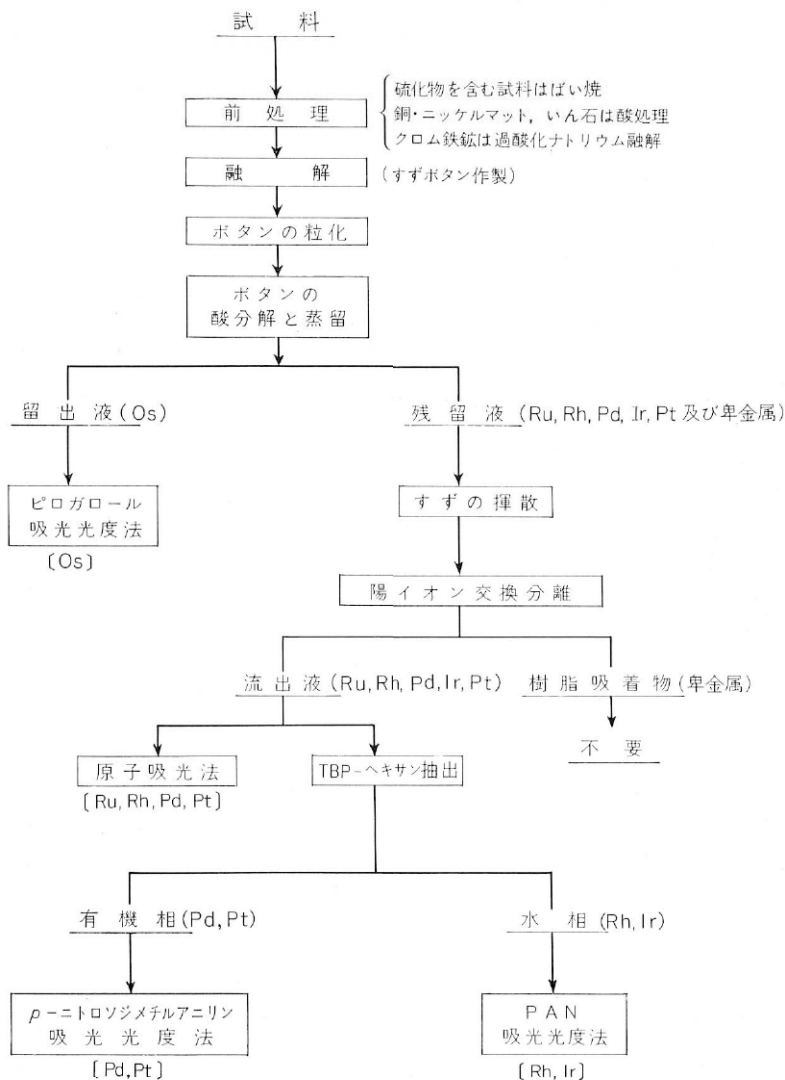 試料
前処理
硫化物を含む試料はばい焼
銅・ニッケルマット,いん石は酸処理
クロム鉄鉱は過酸化ナトリウム融解
融解
(すずボタン作製)
ボタンの粒化
ボタンの
酸分解と蒸留
留出液(Os)
残留液(Ru, Rh, Pd, Ir, Pt 及び卑金属)
ピロガロール
吸光光度法
[Os]
すずの揮散
陽イオン交換分離
流出液(Ru, Rh, Pd, Ir, Pt)
樹脂吸着物(卑金属)
不要
原子吸光法
[Ru, Rh, Pd, Pt]
TBP-ヘキサン抽出
有機相(Pd, Pt)
水相(Rh, Ir)
p-ニトロソジメチルアニリン
吸光光度法
[Pd, Pt]
PAN
吸光光度法
[Rh, Ir]